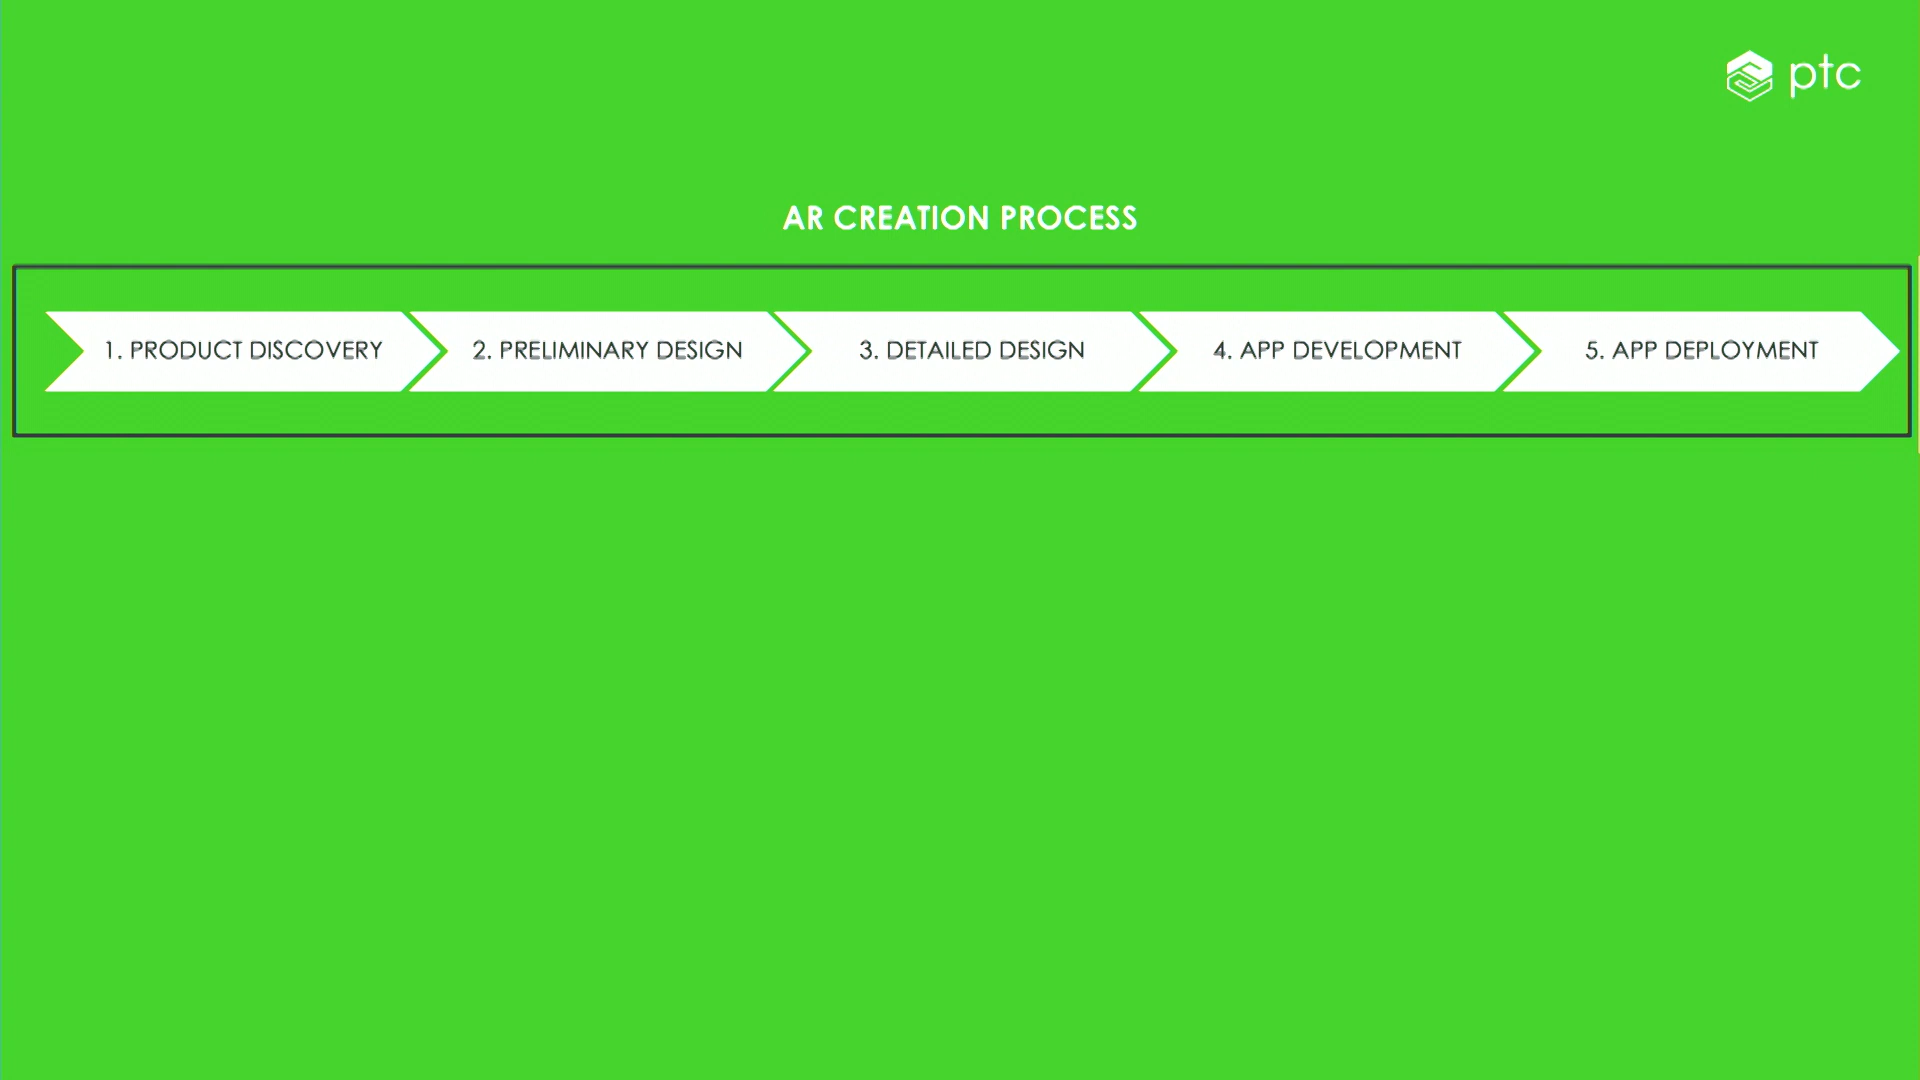 ptc
AR CREATION PROCESS
1. PRODUCT DISCOVERY
2. PRELIMINARY DESIGN
3. DETAILED DESIGN
4. APP DEVELOPMENT
5. APP DEPLOYMENT